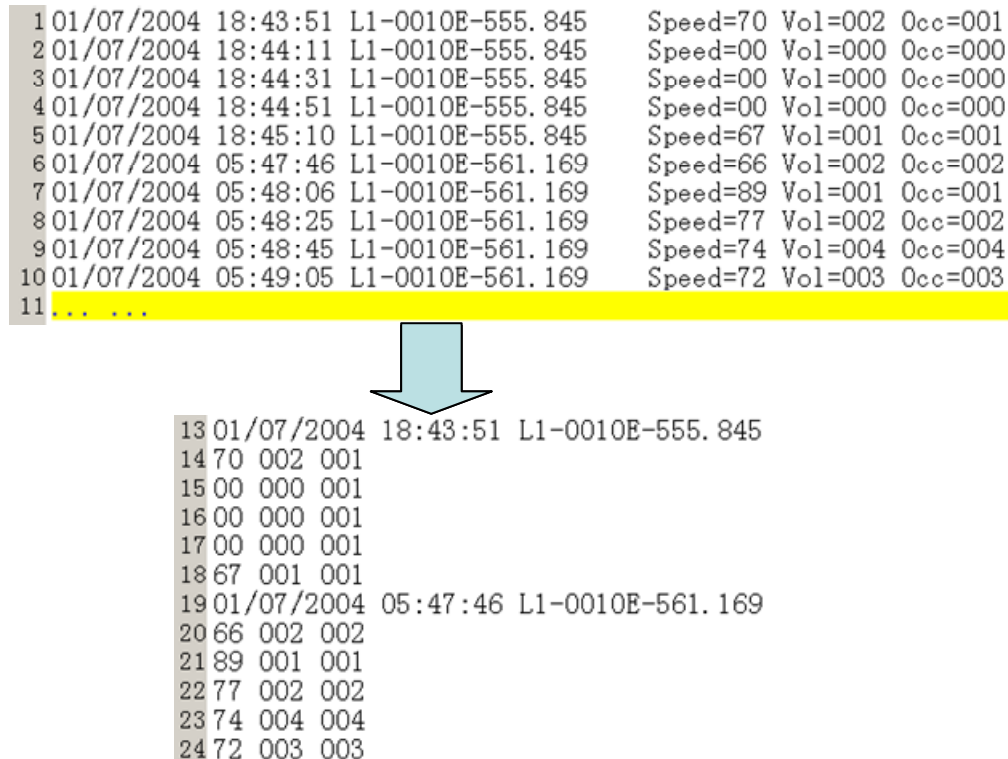 1 01/07/2004 18:43:51 L1-0010E-555.845 Speed=70 Vol=002 Occ=001
2 01/07/2004 18:44:11 L1-0010E-555.845 Speed=00 Vol=000 Occ=000
3 01/07/2004 18:44:31 L1-0010E-555.845 Speed=00 Vol=000 Occ=000
4 01/07/2004 18:44:51 L1-0010E-555.845 Speed=00 Vol=000 Occ=000
5 01/07/2004 18:45:10 L1-0010E-555.845 Speed=67 Vol=001 Occ=001
6 01/07/2004 05:47:46 L1-0010E-561.169 Speed=66 Vol=002 Occ=002
7 01/07/2004 05:48:06 L1-0010E-561.169 Speed=89 Vol=001 Occ=001
8 01/07/2004 05:48:25 L1-0010E-561.169 Speed=77 Vol=002 Occ=002
9 01/07/2004 05:48:45 L1-0010E-561.169 Speed=74 Vol=004 Occ=004
10 01/07/2004 05:49:05 L1-0010E-561.169 Speed=72 Vol=003 Occ=003
11 ... ...
13 01/07/2004 18:43:51 L1-0010E-555.845
14 70 002 001
15 00 000 001
16 00 000 001
17 00 000 001
18 67 001 001
19 01/07/2004 05:47:46 L1-0010E-561.169
20 66 002 002
21 89 001 001
22 77 002 002
23 74 004 004
24 72 003 003